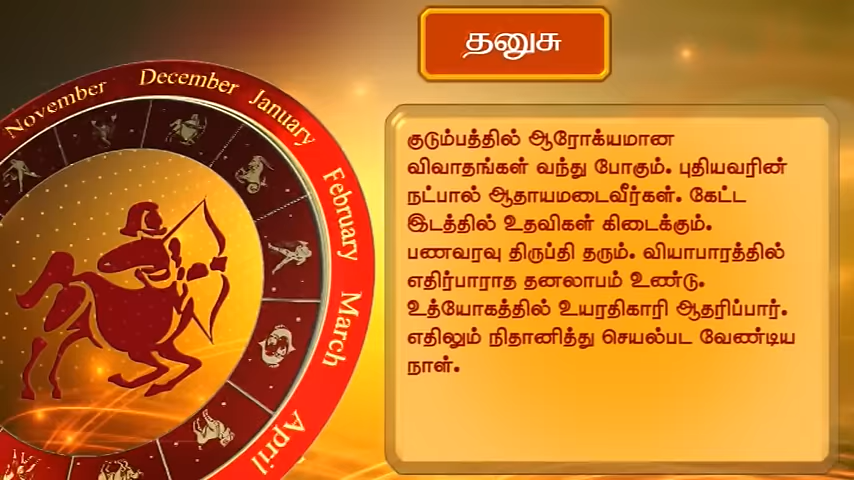 தனுசு
November
December
January
February
March
April
குடும்பத்தில் ஆரோக்யமான
விவாதங்கள் வந்து போகும். புதியவரின்
நட்பால் ஆதாயமடைவீர்கள். கேட்ட
இடத்தில் உதவிகள் கிடைக்கும்.
பணவரவு திருப்தி தரும். வியாபாரத்தில்
எதிர்பாராத தனலாபம் உண்டு.
உத்யோகத்தில் உயரதிகாரி ஆதரிப்பார்.
எதிலும் நிதானித்து செயல்பட வேண்டிய
நாள்.